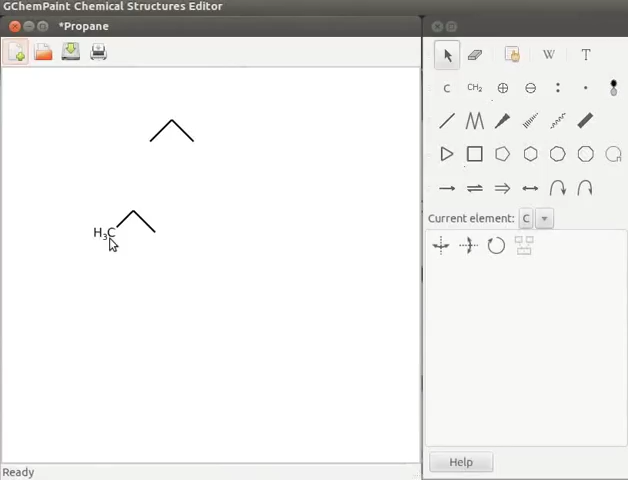 GChemPaint Chemical Structures Editor
*Propane
W T
C CH₂
H₃C
Current element: C
Help
Ready